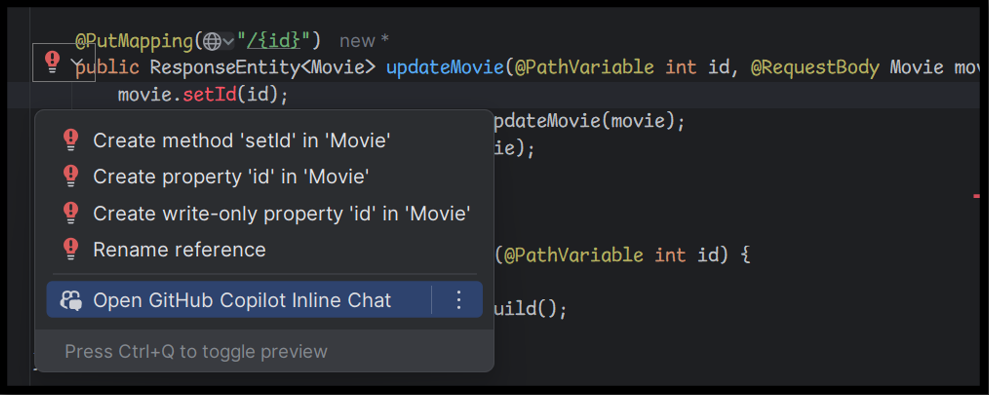 @PutMapping("/{id}") new *
public ResponseEntity<Movie> updateMovie(@PathVariable int id, @RequestBody Movie mov
movie.setId(id);
pdateMovie(movie);
ie);
Create method 'setId' in 'Movie'
Create property 'id' in 'Movie'
Create write-only property 'id' in 'Movie'
Rename reference
(@PathVariable int id) {
Open GitHub Copilot Inline Chat
uild();
Press Ctrl+Q to toggle preview